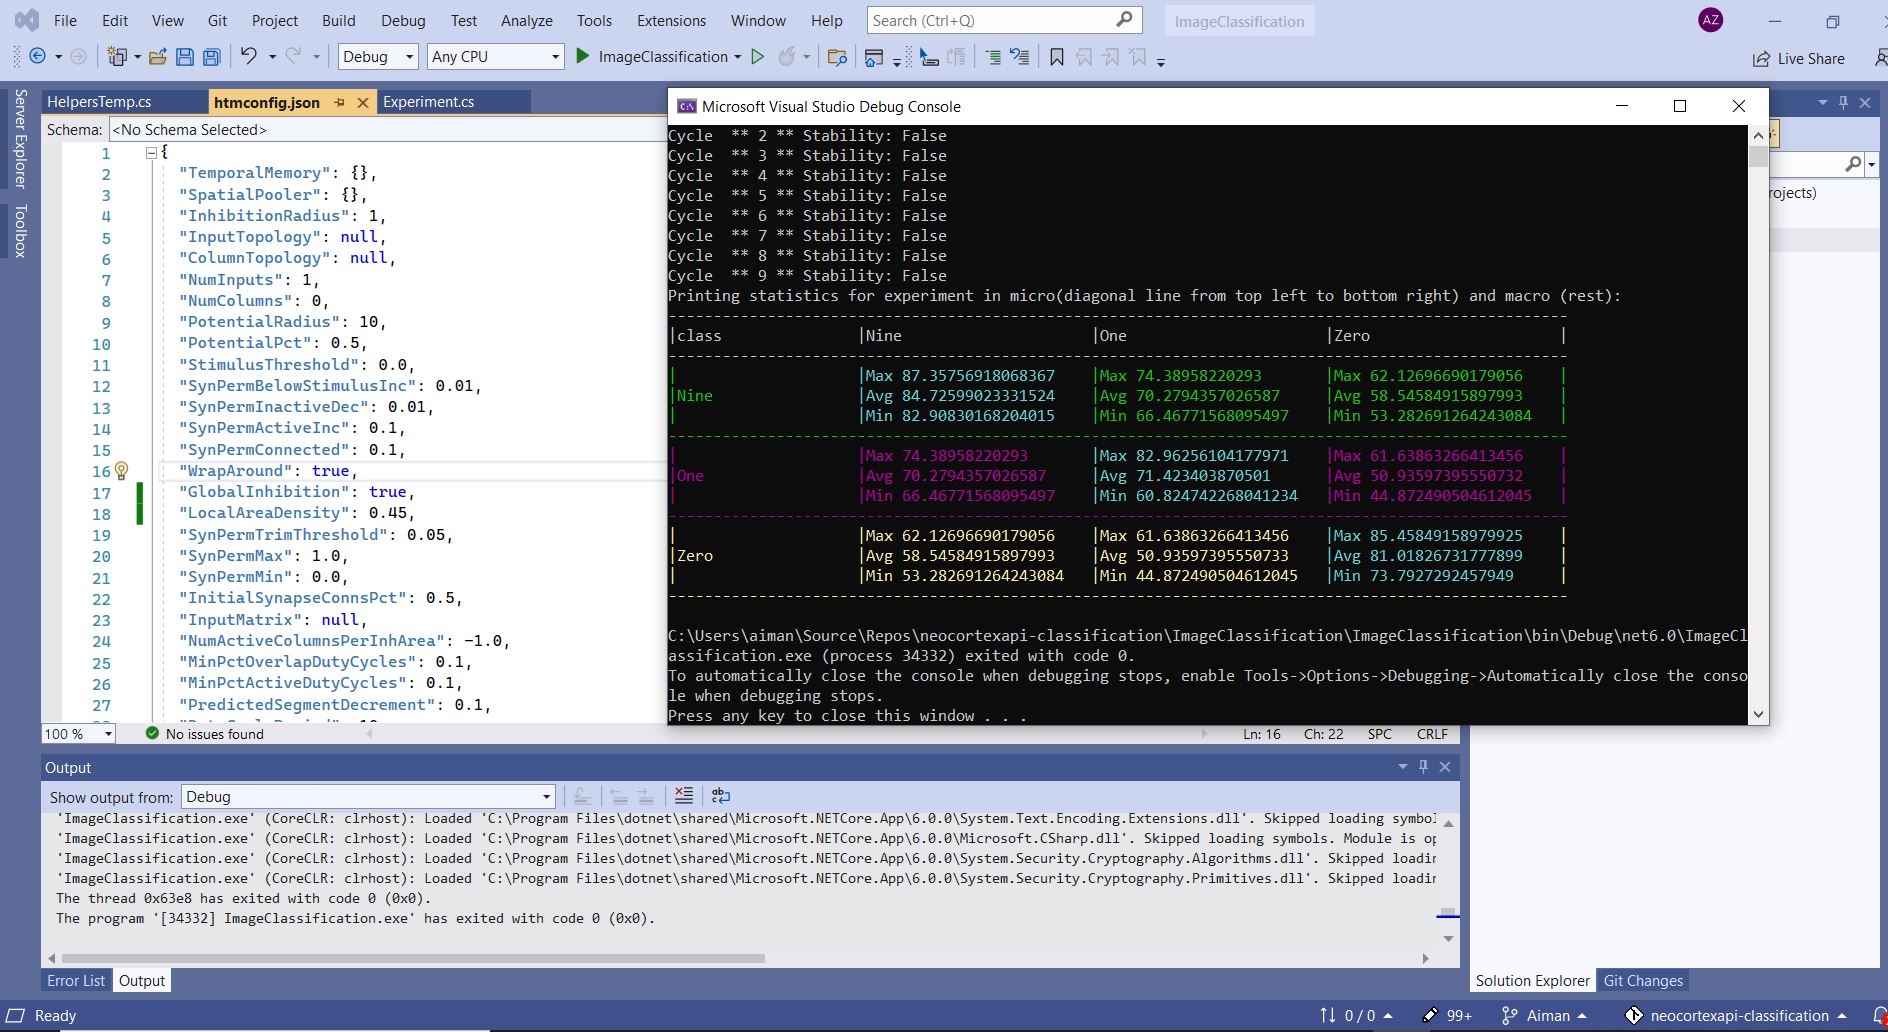 File Edit View Git Project Build Debug Test Analyze Tools Extensions Window Help Search (Ctrl+Q) ImageClassification AZ
Debug Any CPU ImageClassification Live Share
Server Explorer
Toolbox
HelpersTemp.cs htmconfig.json Experiment.cs
Schema: <No Schema Selected>
1 {
2 "TemporalMemory": {},
3 "SpatialPooler": {},
4 "InhibitionRadius": 1,
5 "InputTopology": null,
6 "ColumnTopology": null,
7 "NumInputs": 1,
8 "NumColumns": 0,
9 "PotentialRadius": 10,
10 "PotentialPct": 0.5,
11 "StimulusThreshold": 0.0,
12 "SynPermBelowStimulusInc": 0.01,
13 "SynPermInactiveDec": 0.01,
14 "SynPermActiveInc": 0.1,
15 "SynPermConnected": 0.1,
16 "WrapAround": true,
17 "GlobalInhibition": true,
18 "LocalAreaDensity": 0.45,
19 "SynPermTrimThreshold": 0.05,
20 "SynPermMax": 1.0,
21 "SynPermMin": 0.0,
22 "InitialSynapseConnsPct": 0.5,
23 "InputMatrix": null,
24 "NumActiveColumnsPerInhArea": -1.0,
25 "MinPctOverlapDutyCycles": 0.1,
26 "MinPctActiveDutyCycles": 0.1,
27 "PredictedSegmentDecrement": 0.1,
100 % No issues found Ln: 16 Ch: 22 SPC CRLF
Microsoft Visual Studio Debug Console
Cycle ** 2 ** Stability: False
Cycle ** 3 ** Stability: False
Cycle ** 4 ** Stability: False
Cycle ** 5 ** Stability: False
Cycle ** 6 ** Stability: False
Cycle ** 7 ** Stability: False
Cycle ** 8 ** Stability: False
Cycle ** 9 ** Stability: False
Printing statistics for experiment in micro(diagonal line from top left to bottom right) and macro (rest):
|class |Nine |One |Zero |
| |Max 87.35756918068367 |Max 74.38958220293 |Max 62.12696690179056 |
|Nine |Avg 84.72599023331524 |Avg 70.2794357026587 |Avg 58.54584915897993 |
| |Min 82.90830168204015 |Min 66.46771568095497 |Min 53.282691264243084 |
| |Max 74.38958220293 |Max 82.96256104177971 |Max 61.63863266413456 |
|One |Avg 70.2794357026587 |Avg 71.423403870501 |Avg 50.93597395550732 |
| |Min 66.46771568095497 |Min 60.824742268041234 |Min 44.872490504612045 |
| |Max 62.12696690179056 |Max 61.63863266413456 |Max 85.45849158979925 |
|Zero |Avg 58.54584915897993 |Avg 50.93597395550733 |Avg 81.01826731777899 |
| |Min 53.282691264243084 |Min 44.872490504612045 |Min 73.7927292457949 |
C:\Users\aiman\Source\Repos\neocortexapi-classification\ImageClassification\ImageClassification\bin\Debug\net6.0\ImageCl
assification.exe (process 34332) exited with code 0.
To automatically close the console when debugging stops, enable Tools->Options->Debugging->Automatically close the conso
le when debugging stops.
Press any key to close this window . . .
rojects)
Output
Show output from: Debug
'ImageClassification.exe' (CoreCLR: clrhost): Loaded 'C:\Program Files\dotnet\shared\Microsoft.NETCore.App\6.0.0\System.Text.Encoding.Extensions.dll'. Skipped loading symbol
'ImageClassification.exe' (CoreCLR: clrhost): Loaded 'C:\Program Files\dotnet\shared\Microsoft.NETCore.App\6.0.0\Microsoft.CSharp.dll'. Skipped loading symbols. Module is op
'ImageClassification.exe' (CoreCLR: clrhost): Loaded 'C:\Program Files\dotnet\shared\Microsoft.NETCore.App\6.0.0\System.Security.Cryptography.Algorithms.dll'. Skipped loadin
'ImageClassification.exe' (CoreCLR: clrhost): Loaded 'C:\Program Files\dotnet\shared\Microsoft.NETCore.App\6.0.0\System.Security.Cryptography.Primitives.dll'. Skipped loadin
The thread 0x63e8 has exited with code 0 (0x0).
The program '[34332] ImageClassification.exe' has exited with code 0 (0x0).
Error List Output Solution Explorer Git Changes
Ready 0 / 0 99+ Aiman neocortexapi-classification